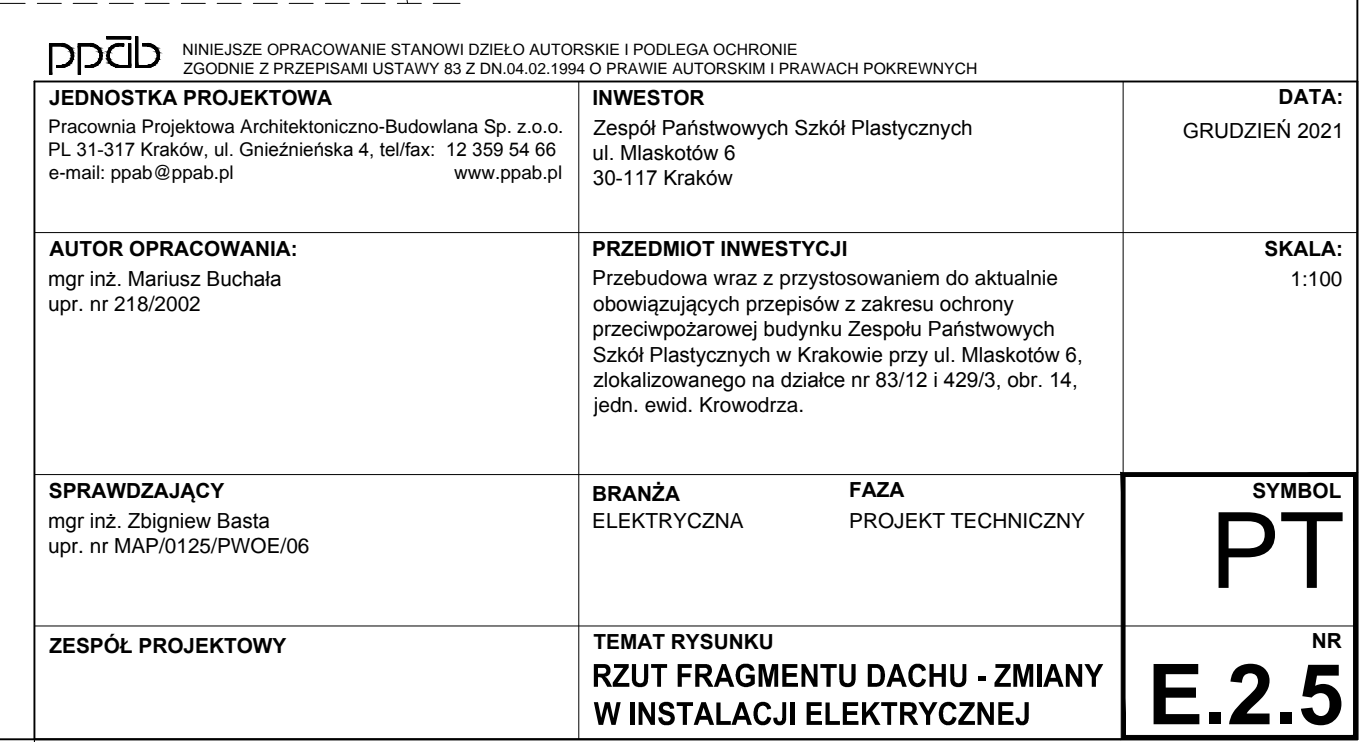 ppab
NINIEJSZE OPRACOWANIE STANOWI DZIEŁO AUTORSKIE I PODLEGA OCHRONIE
ZGODNIE Z PRZEPISAMI USTAWY 83 Z DN.04.02.1994 O PRAWIE AUTORSKIM I PRAWACH POKREWNYCH
JEDNOSTKA PROJEKTOWA
Pracownia Projektowa Architektoniczno-Budowlana Sp. z.o.o.
PL 31-317 Kraków, ul. Gnieźnieńska 4, tel/fax: 12 359 54 66
e-mail: ppab@ppab.pl www.ppab.pl
INWESTOR
Zespół Państwowych Szkół Plastycznych
ul. Mlaskotów 6
30-117 Kraków
DATA:
GRUDZIEŃ 2021
AUTOR OPRACOWANIA:
mgr inż. Mariusz Buchała
upr. nr 218/2002
PRZEDMIOT INWESTYCJI
Przebudowa wraz z przystosowaniem do aktualnie
obowiązujących przepisów z zakresu ochrony
przeciwpożarowej budynku Zespołu Państwowych
Szkół Plastycznych w Krakowie przy ul. Mlaskotów 6,
zlokalizowanego na działce nr 83/12 i 429/3, obr. 14,
jedn. ewid. Krowodrza.
SKALA:
1:100
SPRAWDZAJĄCY
mgr inż. Zbigniew Basta
upr. nr MAP/0125/PWOE/06
BRANŻA
ELEKTRYCZNA
FAZA
PROJEKT TECHNICZNY
SYMBOL
PT
ZESPÓŁ PROJEKTOWY
TEMAT RYSUNKU
RZUT FRAGMENTU DACHU - ZMIANY
W INSTALACJI ELEKTRYCZNEJ
NR
E.2.5